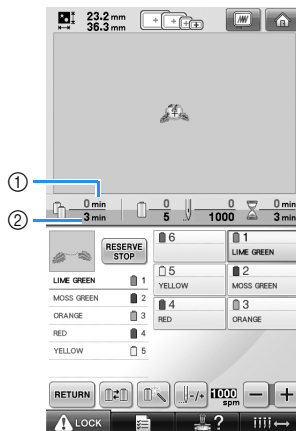 23.2 mm
36.3 mm
① 0 min 0 0 0 min
② 3 min 5 1000 3 min
RESERVE STOP
LIME GREEN 1
MOSS GREEN 2
ORANGE 3
RED 4
YELLOW 5
6
1 LIME GREEN
5 YELLOW
2 MOSS GREEN
4 RED
3 ORANGE
RETURN -/+ 1000 spm - +
LOCK ?